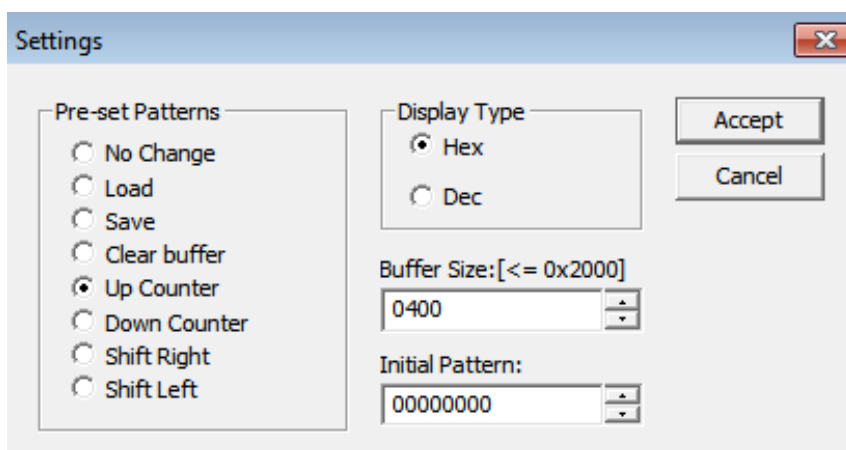 Settings
Pre-set Patterns
No Change
Load
Save
Clear buffer
Up Counter
Down Counter
Shift Right
Shift Left
Display Type
Hex
Dec
Buffer Size:[<= 0x2000]
0400
Initial Pattern:
00000000
Accept
Cancel